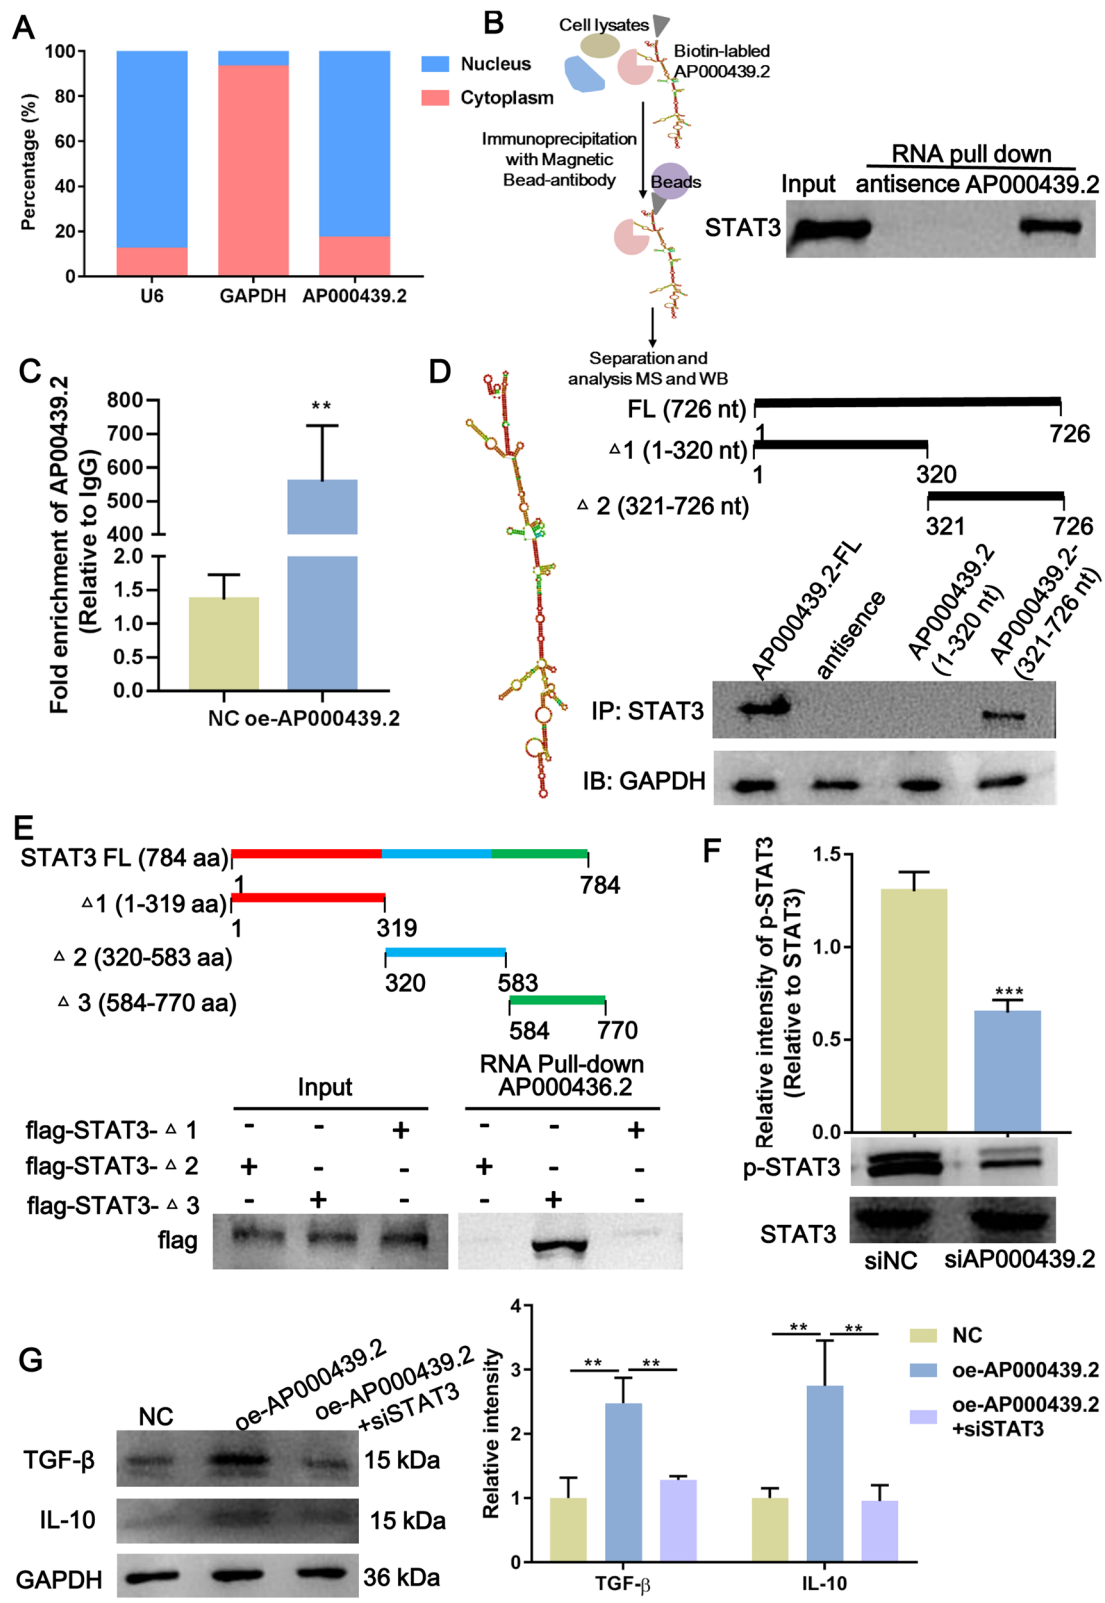 A
100
80
60
40
20
0
Percentage (%)
U6
GAPDH
AP000439.2
Nucleus
Cytoplasm
B
Cell lysates
Biotin-labled
AP000439.2
Immunoprecipitation
with Magnetic
Bead-antibody
Beads
Separation and
analysis MS and WB
RNA pull down
Input
antisence
AP000439.2
STAT3
C
Fold enrichment of AP00439.2
(Relative to IgG)
800
700
600
500
400
2.0
1.5
1.0
0.5
0.0
**
NC
oe-AP000439.2
D
FL (726 nt)
1
726
△1 (1-320 nt)
1
320
△ 2 (321-726 nt)
321
726
AP000439.2-FL
antisence
AP000439.2
(1-320 nt)
AP000439.2-
(321-726 nt)
IP: STAT3
IB: GAPDH
E
STAT3 FL (784 aa)
1
784
△1 (1-319 aa)
1
319
△ 2 (320-583 aa)
320
583
△ 3 (584-770 aa)
584
770
Input
RNA Pull-down
AP000436.2
flag-STAT3- △ 1
- - + - - +
flag-STAT3- △ 2
+ - - + - -
flag-STAT3- △ 3
- + - - + -
flag
F
Relative intensity of p-STAT3
(Relative to STAT3)
1.5
1.0
0.5
0.0
***
p-STAT3
STAT3
siNC
siAP000439.2
G
NC
oe-AP000439.2
oe-AP000439.2
+siSTAT3
TGF-β
15 kDa
IL-10
15 kDa
GAPDH
36 kDa
Relative intensity
4
3
2
1
0
**
**
**
**
TGF-β
IL-10
NC
oe-AP000439.2
oe-AP000439.2
+siSTAT3